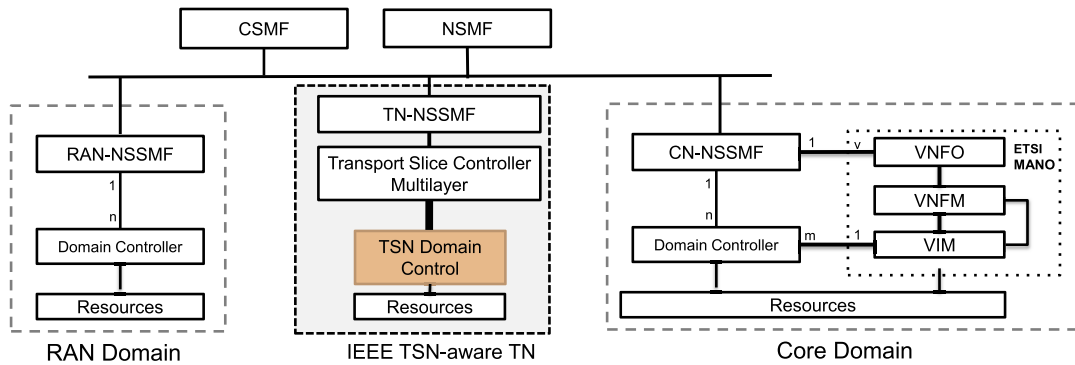 CSMF
NSMF
RAN-NSSMF
1
n
Domain Controller
Resources
RAN Domain
TN-NSSMF
Transport Slice Controller
Multilayer
TSN Domain
Control
Resources
IEEE TSN-aware TN
CN-NSSMF
1
v
VNFO
ETSI
MANO
1
n
VNFM
Domain Controller
m
1
VIM
Resources
Core Domain